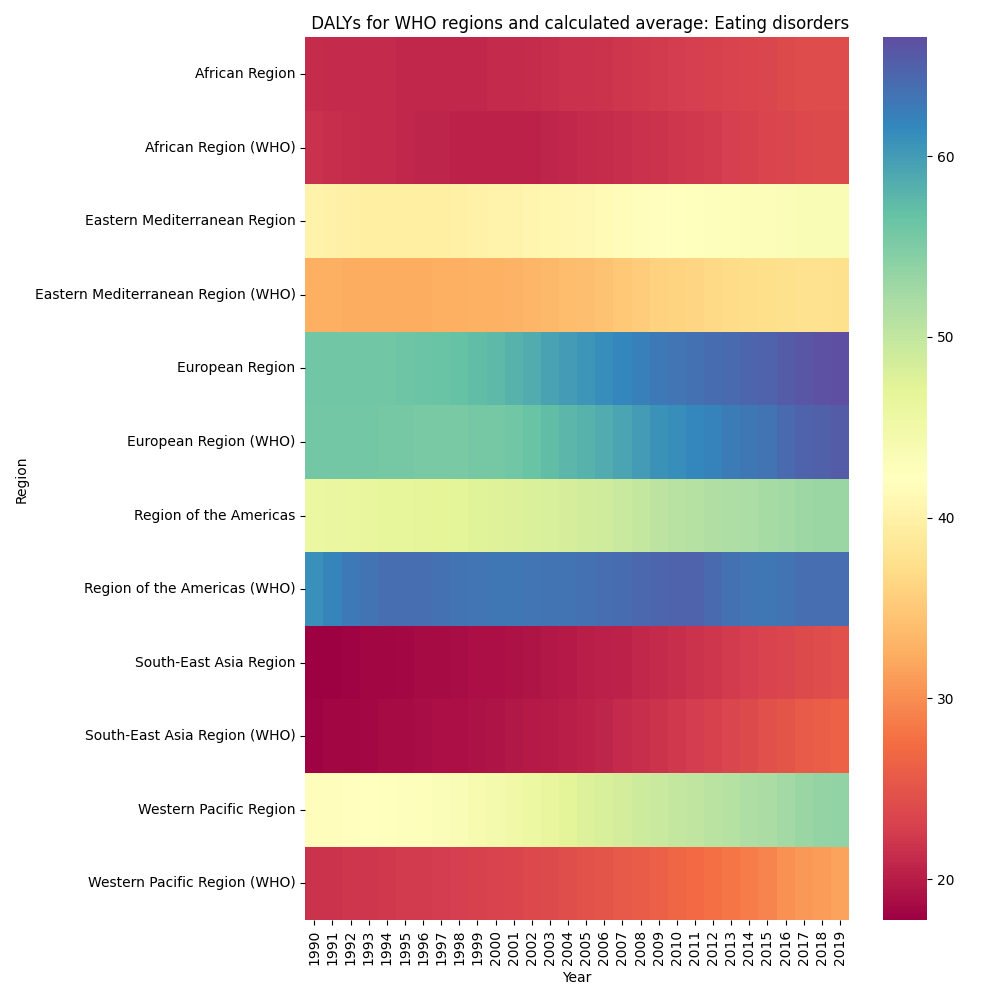 DALYs for WHO regions and calculated average: Eating disorders
African Region
African Region (WHO)
Eastern Mediterranean Region
Eastern Mediterranean Region (WHO)
European Region
European Region (WHO)
Region of the Americas
Region of the Americas (WHO)
South-East Asia Region
South-East Asia Region (WHO)
Western Pacific Region
Western Pacific Region (WHO)
Region
1990 1991 1992 1993 1994 1995 1996 1997 1998 1999 2000 2001 2002 2003 2004 2005 2006 2007 2008 2009 2010 2011 2012 2013 2014 2015 2016 2017 2018 2019
Year
60
50
40
30
20